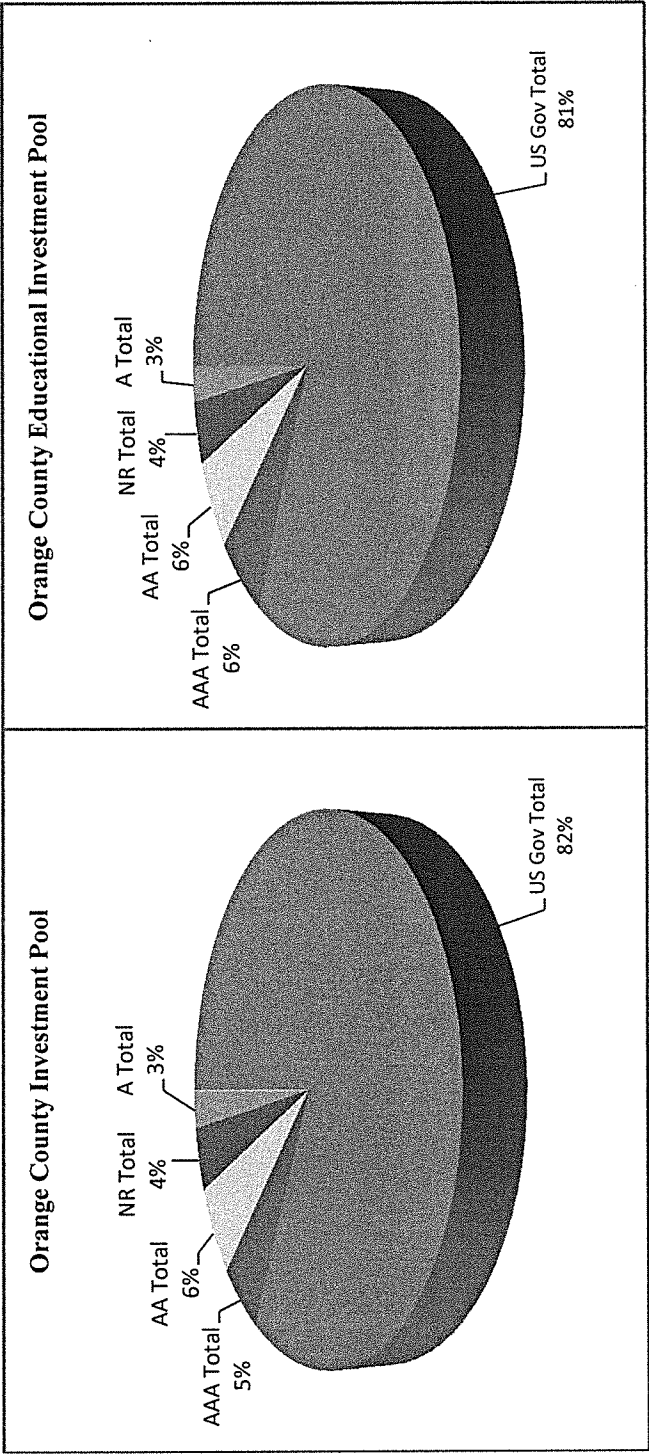 Orange County Investment Pool
A Total
3%
NR Total
4%
AA Total
6%
AAA Total
5%
US Gov Total
82%
Orange County Educational Investment Pool
A Total
3%
NR Total
4%
AA Total
6%
AAA Total
6%
US Gov Total
81%